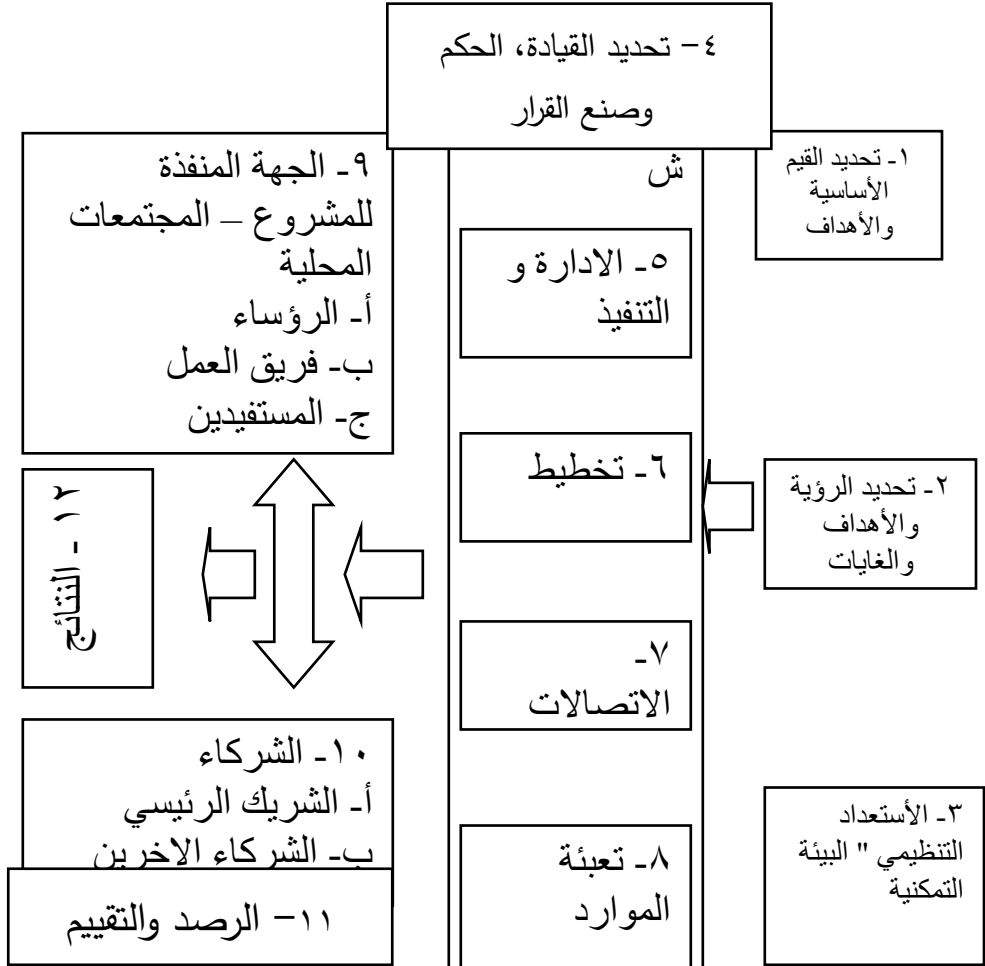 ٤- تحديد القيادة، الحكم
وصنع القرار
١- تحديد القيم
الأساسية
والأهداف
٢- تحديد الرؤية
والأهداف
والغايات
٣- الأستعداد
التنظيمي " البيئة
التمكنية
ش
٥- الادارة و
التنفيذ
٦- تخطيط
٧-
الاتصالات
٨- تعبئة
الموارد
٩- الجهة المنفذة
للمشروع – المجتمعات
المحلية
أ- الرؤساء
ب- فريق العمل
ج- المستفيدين
١٠- الشركاء
أ- الشريك الرئيسي
ب- الشركاء الاخرين
١١- الرصد والتقييم
١٢ - النتائج